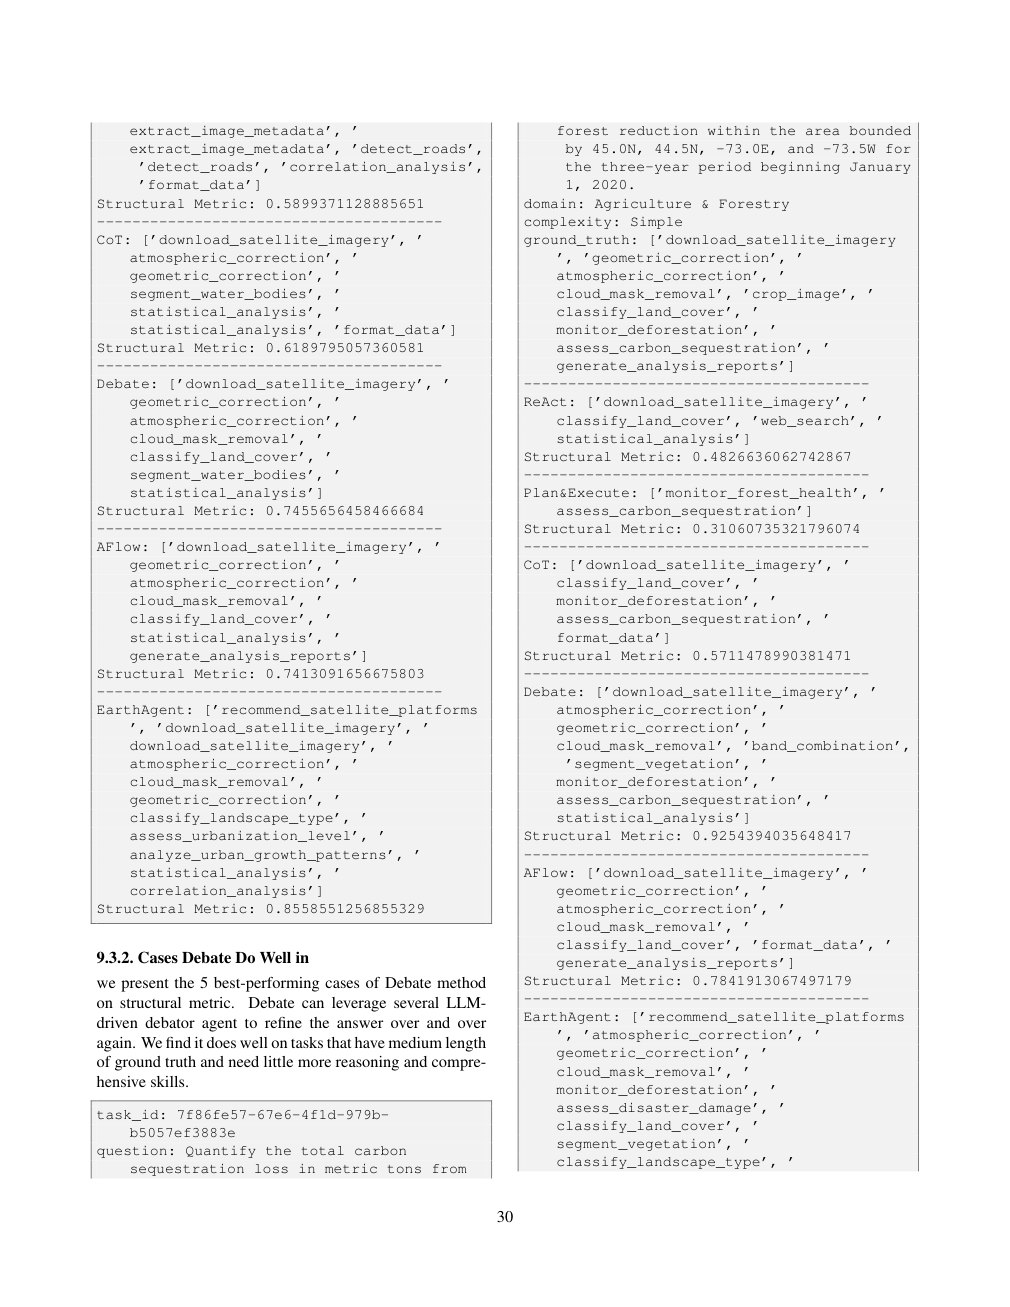 extract_image_metadata', '
extract_image_metadata', 'detect_roads',
'detect_roads', 'correlation_analysis',
'format_data']
Structural Metric: 0.5899371128885651
---------------------------------------
CoT: ['download_satellite_imagery', '
atmospheric_correction', '
geometric_correction', '
segment_water_bodies', '
statistical_analysis', '
statistical_analysis', 'format_data']
Structural Metric: 0.6189795057360581
---------------------------------------
Debate: ['download_satellite_imagery', '
geometric_correction', '
atmospheric_correction', '
cloud_mask_removal', '
classify_land_cover', '
segment_water_bodies', '
statistical_analysis']
Structural Metric: 0.7455656458466684
---------------------------------------
AFlow: ['download_satellite_imagery', '
geometric_correction', '
atmospheric_correction', '
cloud_mask_removal', '
classify_land_cover', '
statistical_analysis', '
generate_analysis_reports']
Structural Metric: 0.7413091656675803
---------------------------------------
EarthAgent: ['recommend_satellite_platforms
', 'download_satellite_imagery', '
download_satellite_imagery', '
atmospheric_correction', '
cloud_mask_removal', '
geometric_correction', '
classify_landscape_type', '
assess_urbanization_level', '
analyze_urban_growth_patterns', '
statistical_analysis', '
correlation_analysis']
Structural Metric: 0.8558551256855329
9.3.2. Cases Debate Do Well in
we present the 5 best-performing cases of Debate method
on structural metric. Debate can leverage several LLM-
driven debator agent to refine the answer over and over
again. We find it does well on tasks that have medium length
of ground truth and need little more reasoning and compre-
hensive skills.
task_id: 7f86fe57-67e6-4f1d-979b-
b5057ef3883e
question: Quantify the total carbon
sequestration loss in metric tons from
forest reduction within the area bounded
by 45.0N, 44.5N, -73.0E, and -73.5W for
the three-year period beginning January
1, 2020.
domain: Agriculture & Forestry
complexity: Simple
ground_truth: ['download_satellite_imagery
', 'geometric_correction', '
atmospheric_correction', '
cloud_mask_removal', 'crop_image', '
classify_land_cover', '
monitor_deforestation', '
assess_carbon_sequestration', '
generate_analysis_reports']
---------------------------------------
ReAct: ['download_satellite_imagery', '
classify_land_cover', 'web_search', '
statistical_analysis']
Structural Metric: 0.4826636062742867
---------------------------------------
Plan&Execute: ['monitor_forest_health', '
assess_carbon_sequestration']
Structural Metric: 0.31060735321796074
---------------------------------------
CoT: ['download_satellite_imagery', '
classify_land_cover', '
monitor_deforestation', '
assess_carbon_sequestration', '
format_data']
Structural Metric: 0.5711478990381471
---------------------------------------
Debate: ['download_satellite_imagery', '
atmospheric_correction', '
geometric_correction', '
cloud_mask_removal', 'band_combination',
'segment_vegetation', '
monitor_deforestation', '
assess_carbon_sequestration', '
statistical_analysis']
Structural Metric: 0.9254394035648417
---------------------------------------
AFlow: ['download_satellite_imagery', '
geometric_correction', '
atmospheric_correction', '
cloud_mask_removal', '
classify_land_cover', 'format_data', '
generate_analysis_reports']
Structural Metric: 0.7841913067497179
---------------------------------------
EarthAgent: ['recommend_satellite_platforms
', 'atmospheric_correction', '
geometric_correction', '
cloud_mask_removal', '
monitor_deforestation', '
assess_disaster_damage', '
classify_land_cover', '
segment_vegetation', '
classify_landscape_type', '
30